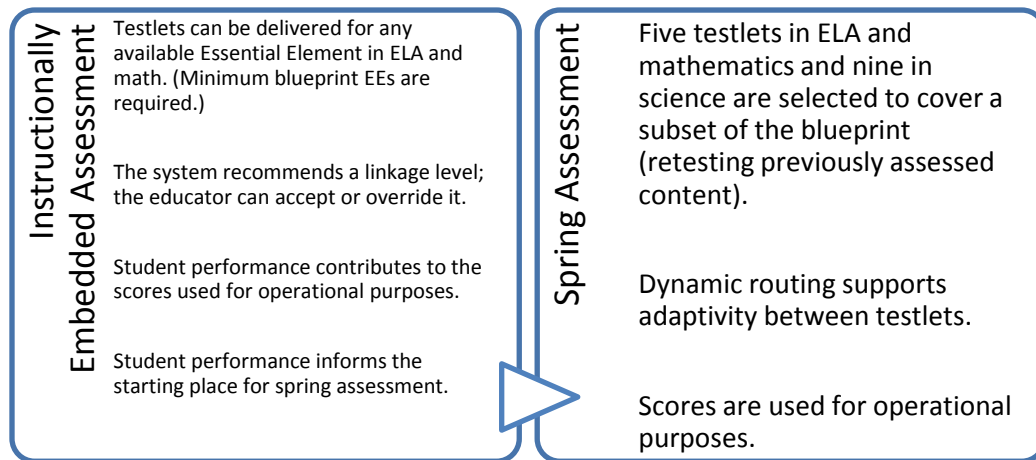 Instructionally
Embedded Assessment
Testlets can be delivered for any
available Essential Element in ELA and
math. (Minimum blueprint EEs are
required.)
The system recommends a linkage level;
the educator can accept or override it.
Student performance contributes to the
scores used for operational purposes.
Student performance informs the
starting place for spring assessment.
Spring Assessment
Five testlets in ELA and
mathematics and nine in
science are selected to cover a
subset of the blueprint
(retesting previously assessed
content).
Dynamic routing supports
adaptivity between testlets.
Scores are used for operational
purposes.